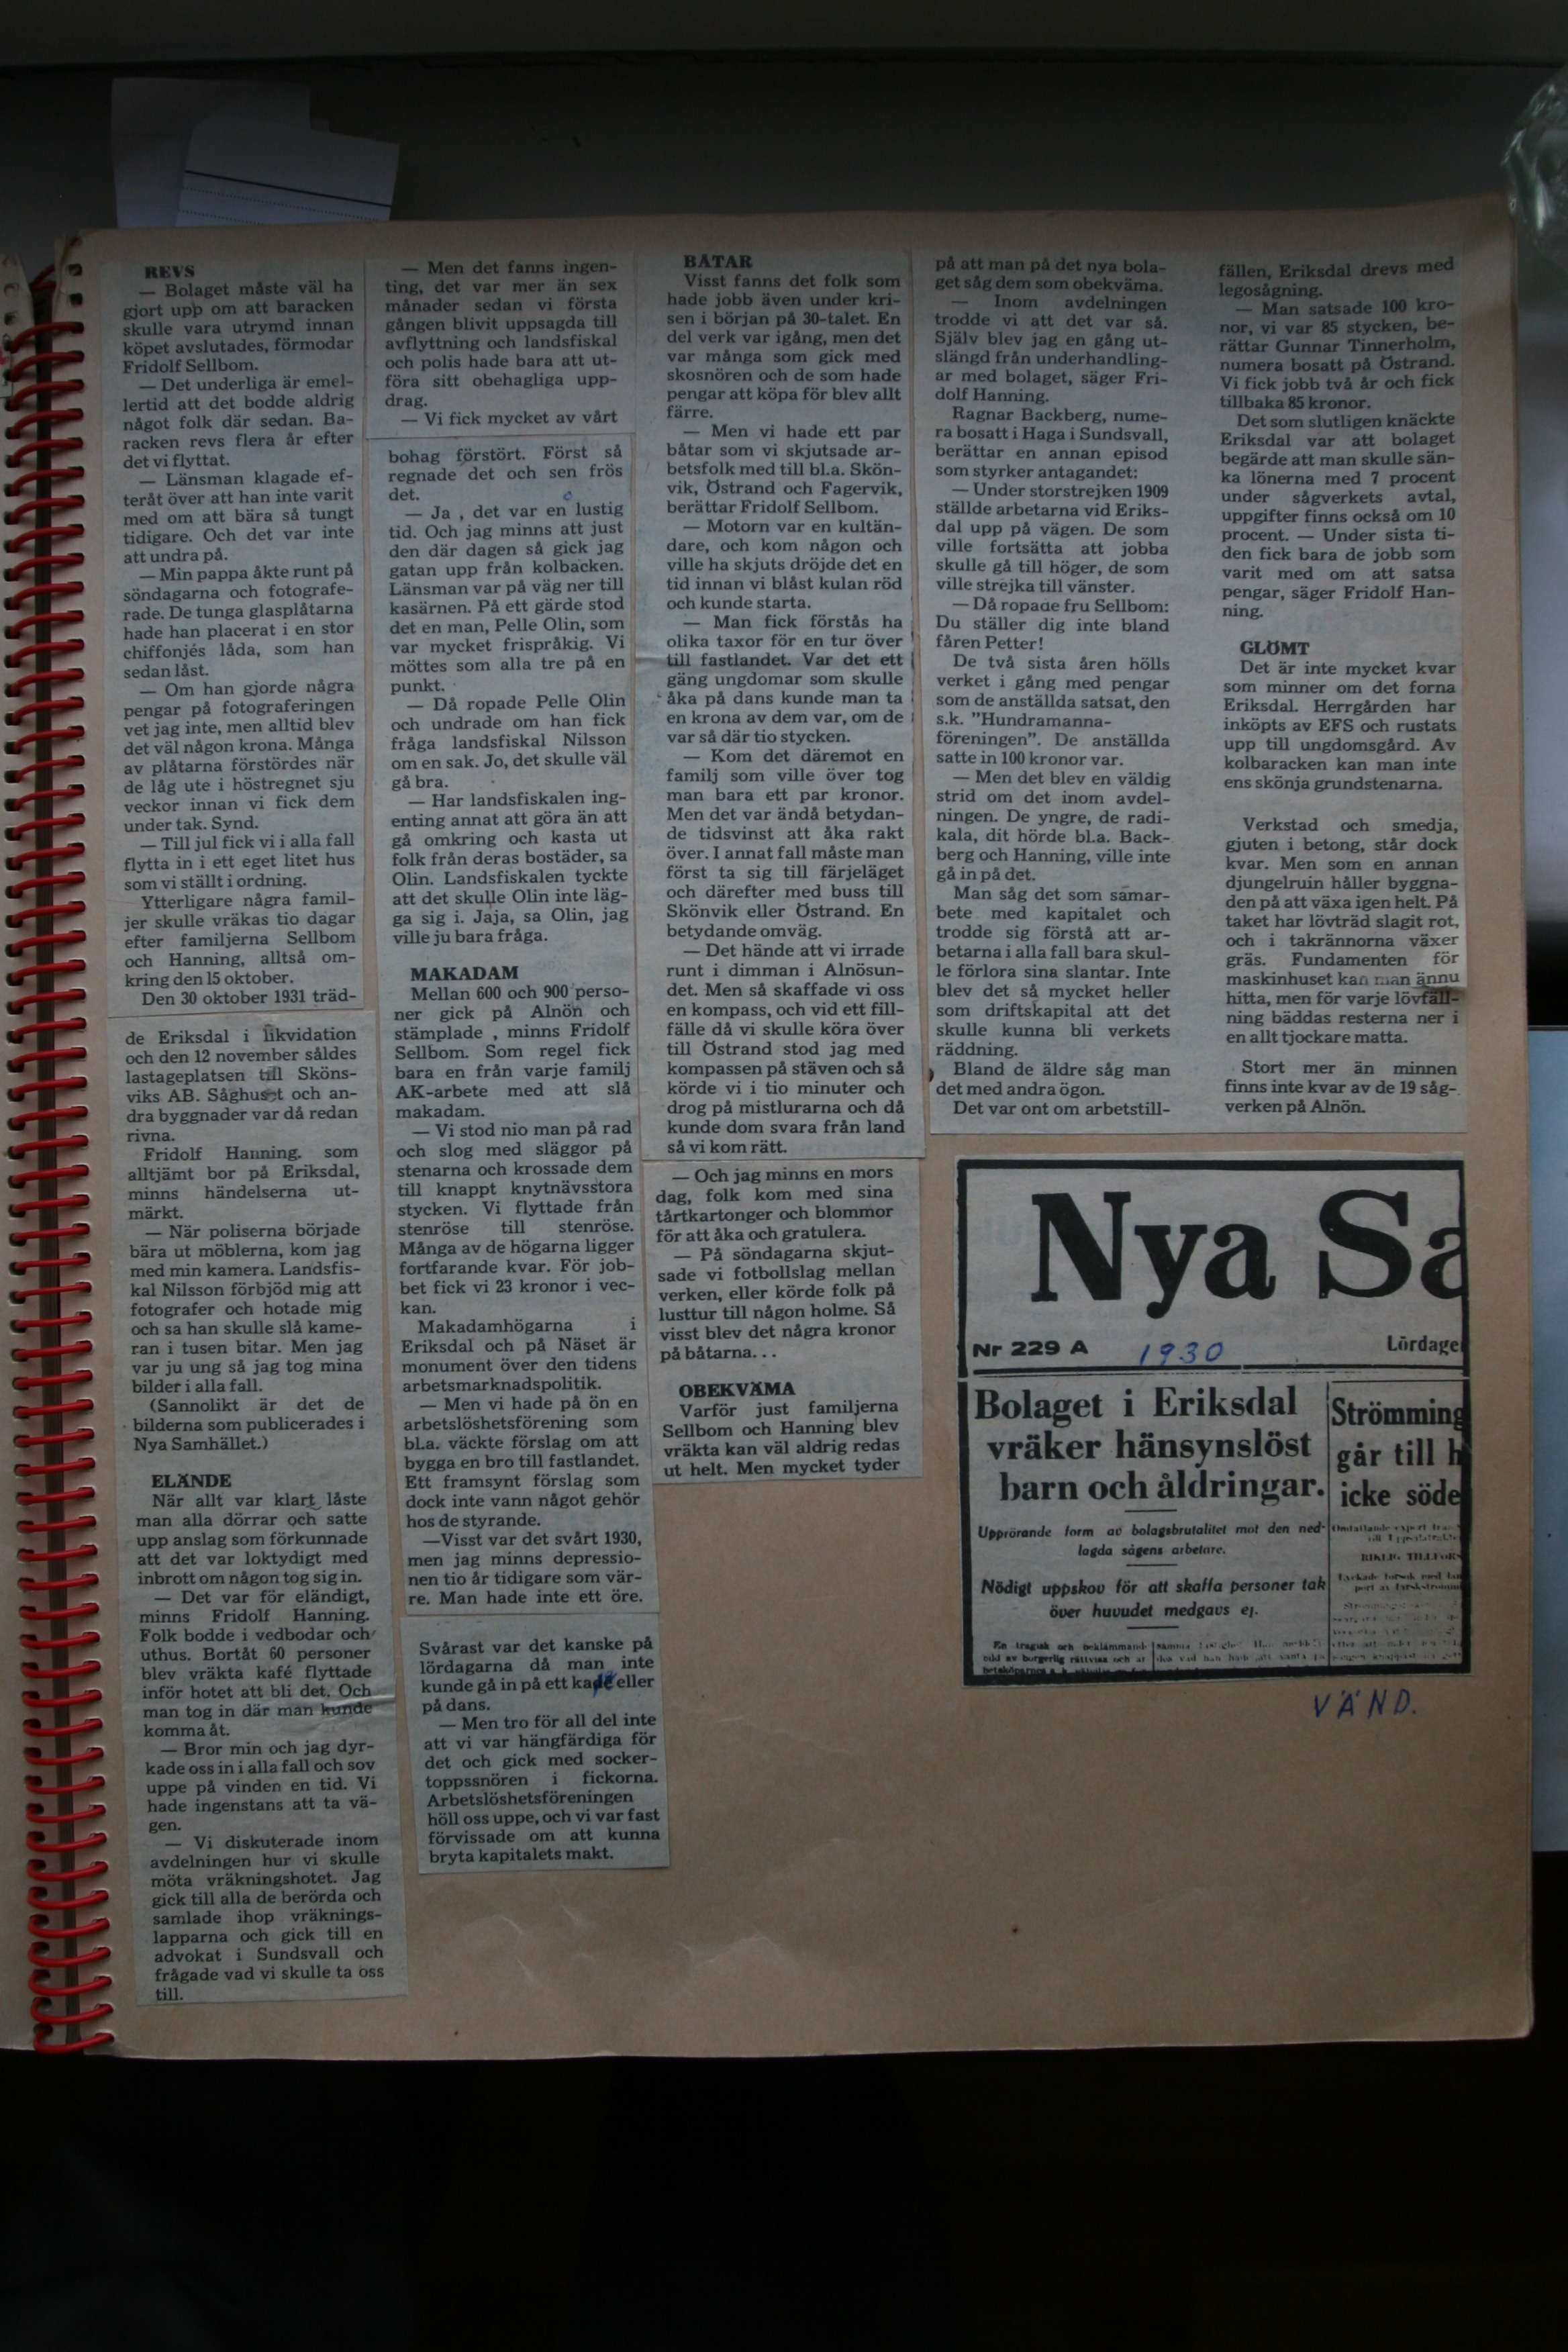 REVS
— Bolaget måste väl ha
gjort upp om att baracken
skulle vara utrymd innan
köpet avslutades, förmodar
Fridolf Sellbom.
— Det underliga är emel-
lertid att det bodde aldrig
något folk där sedan. Ba-
racken revs flera år efter
det vi flyttat.
— Länsman klagade ef-
teråt över att han inte varit
med om att bära så tungt
tidigare. Och det var inte
att undra på.
— Min pappa åkte runt på
söndagarna och fotografe-
rade. De tunga glasplåtarna
hade han placerat i en stor
chiffonjés låda, som han
sedan låst.
— Om han gjorde några
pengar på fotograferingen
vet jag inte, men alltid blev
det väl någon krona. Många
av plåtarna förstördes när
de låg ute i höstregnet sju
veckor innan vi fick dem
under tak. Synd.
— Till jul fick vi i alla fall
flytta in i ett eget litet hus
som vi ställt i ordning.
Ytterligare några famil-
jer skulle vräkas tio dagar
efter familjerna Sellbom
och Hanning, alltså om-
kring den 15 oktober.
Den 30 oktober 1931 träd-
de Eriksdal i likvidation
och den 12 november såldes
lastageplatsen till Sköns-
viks AB. Såghuset och an-
dra byggnader var då redan
rivna.
Fridolf Hanning. som
alltjämt bor på Eriksdal,
minns händelserna ut-
märkt.
— När poliserna började
bära ut möblerna, kom jag
med min kamera. Landsfis-
kal Nilsson förbjöd mig att
fotografer och hotade mig
och sa han skulle slå kame-
ran i tusen bitar. Men jag
var ju ung så jag tog mina
bilder i alla fall.
(Sannolikt är det de
bilderna som publicerades i
Nya Samhället.)
ELÄNDE
När allt var klart låste
man alla dörrar och satte
upp anslag som förkunnade
att det var loktydigt med
inbrott om någon tog sig in.
— Det var för eländigt,
minns Fridolf Hanning.
Folk bodde i vedbodar och
uthus. Bortåt 60 personer
blev vräkta kafé flyttade
inför hotet att bli det. Och
man tog in där man kunde
komma åt.
— Bror min och jag dyr-
kade oss in i alla fall och sov
uppe på vinden en tid. Vi
hade ingenstans att ta vä-
gen.
— Vi diskuterade inom
avdelningen hur vi skulle
möta vräkningshotet. Jag
gick till alla de berörda och
samlade ihop vräknings-
lapparna och gick till en
advokat i Sundsvall och
frågade vad vi skulle ta oss
till.
— Men det fanns ingen-
ting, det var mer än sex
månader sedan vi första
gången blivit uppsagda till
avflyttning och landsfiskal
och polis hade bara att ut-
föra sitt obehagliga upp-
drag.
— Vi fick mycket av vårt
bohag förstört. Först så
regnade det och sen frös
det.
— Ja , det var en lustig
tid. Och jag minns att just
den där dagen så gick jag
gatan upp från kolbacken.
Länsman var på väg ner till
kasärnen. På ett gärde stod
det en man, Pelle Olin, som
var mycket frispråkig. Vi
möttes som alla tre på en
punkt.
— Då ropade Pelle Olin
och undrade om han fick
fråga landsfiskal Nilsson
om en sak. Jo, det skulle väl
gå bra.
— Har landsfiskalen ing-
enting annat att göra än att
gå omkring och kasta ut
folk från deras bostäder, sa
Olin. Landsfiskalen tyckte
att det skulle Olin inte läg-
ga sig i. Jaja, sa Olin, jag
ville ju bara fråga.
MAKADAM
Mellan 600 och 900 perso-
ner gick på Alnön och
stämplade , minns Fridolf
Sellbom. Som regel fick
bara en från varje familj
AK-arbete med att slå
makadam.
— Vi stod nio man på rad
och slog med släggor på
stenarna och krossade dem
till knappt knytnävsstora
stycken. Vi flyttade från
stenröse till stenröse.
Många av de högarna ligger
fortfarande kvar. För job-
bet fick vi 23 kronor i vec-
kan.
Makadamhögarna i
Eriksdal och på Näset är
monument över den tidens
arbetsmarknadspolitik.
— Men vi hade på ön en
arbetslöshetsförening som
bl.a. väckte förslag om att
bygga en bro till fastlandet.
Ett framsynt förslag som
dock inte vann något gehör
hos de styrande.
—Visst var det svårt 1930,
men jag minns depressio-
nen tio år tidigare som vär-
re. Man hade inte ett öre.
Svårast var det kanske på
lördagarna då man inte
kunde gå in på ett kafé eller
på dans.
— Men tro för all del inte
att vi var hängfärdiga för
det och gick med socker-
toppssnören i fickorna.
Arbetslöshetsföreningen
höll oss uppe, och vi var fast
förvissade om att kunna
bryta kapitalets makt.
BÅTAR
Visst fanns det folk som
hade jobb även under kri-
sen i början på 30-talet. En
del verk var igång, men det
var många som gick med
skosnören och de som hade
pengar att köpa för blev allt
färre.
— Men vi hade ett par
båtar som vi skjutsade ar-
betsfolk med till bl.a. Skön-
vik, Östrand och Fagervik,
berättar Fridolf Sellbom.
— Motorn var en kultän-
dare, och kom någon och
ville ha skjuts dröjde det en
tid innan vi blåst kulan röd
och kunde starta.
— Man fick förstås ha
olika taxor för en tur över
till fastlandet. Var det ett
gäng ungdomar som skulle
åka på dans kunde man ta
en krona av dem var, om de
var så där tio stycken.
— Kom det däremot en
familj som ville över tog
man bara ett par kronor.
Men det var ändå betydan-
de tidsvinst att åka rakt
över. I annat fall måste man
först ta sig till färjeläget
och därefter med buss till
Skönvik eller Östrand. En
betydande omväg.
— Det hände att vi irrade
runt i dimman i Alnösun-
det. Men så skaffade vi oss
en kompass, och vid ett fill-
fälle då vi skulle köra över
till Östrand stod jag med
kompassen på stäven och så
körde vi i tio minuter och
drog på mistlurarna och då
kunde dom svara från land
så vi kom rätt.
— Och jag minns en mors
dag, folk kom med sina
tårtkartonger och blommor
för att åka och gratulera.
— På söndagarna skjut-
sade vi fotbollslag mellan
verken, eller körde folk på
lusttur till någon holme. Så
visst blev det några kronor
på båtarna...
OBEKVÄMA
Varför just familjerna
Sellbom och Hanning blev
vräkta kan väl aldrig redas
ut helt. Men mycket tyder
på att man på det nya bola-
get såg dem som obekväma.
— Inom avdelningen
trodde vi att det var så.
Själv blev jag en gång ut-
slängd från underhandling-
ar med bolaget, säger Fri-
dolf Hanning.
Ragnar Backberg, nume-
ra bosatt i Haga i Sundsvall,
berättar en annan episod
som styrker antagandet:
— Under storstrejken 1909
ställde arbetarna vid Eriks-
dal upp på vägen. De som
ville fortsätta att jobba
skulle gå till höger, de som
ville strejka till vänster.
— Då ropade fru Sellbom:
Du ställer dig inte bland
fåren Petter!
De två sista åren hölls
verket i gång med pengar
som de anställda satsat, den
s.k. "Hundramanna-
föreningen". De anställda
satte in 100 kronor var.
— Men det blev en väldig
strid om det inom avdel-
ningen. De yngre, de radi-
kala, dit hörde bl.a. Back-
berg och Hanning, ville inte
gå in på det.
Man såg det som samar-
bete med kapitalet och
trodde sig förstå att ar-
betarna i alla fall bara skul-
le förlora sina slantar. Inte
blev det så mycket heller
som driftskapital att det
skulle kunna bli verkets
räddning.
Bland de äldre såg man
det med andra ögon.
Det var ont om arbetstill-
fällen, Eriksdal drevs med
legosågning.
— Man satsade 100 kro-
nor, vi var 85 stycken, be-
rättar Gunnar Tinnerholm,
numera bosatt på Östrand.
Vi fick jobb två år och fick
tillbaka 85 kronor.
Det som slutligen knäckte
Eriksdal var att bolaget
begärde att man skulle sän-
ka lönerna med 7 procent
under sågverkets avtal,
uppgifter finns också om 10
procent. — Under sista ti-
den fick bara de jobb som
varit med om att satsa
pengar, säger Fridolf Han-
ning.
GLÖMT
Det är inte mycket kvar
som minner om det forna
Eriksdal. Herrgården har
inköpts av EFS och rustats
upp till ungdomsgård. Av
kolbaracken kan man inte
ens skönja grundstenarna.
Verkstad och smedja,
gjuten i betong, står dock
kvar. Men som en annan
djungelruin håller byggna-
den på att växa igen helt. På
taket har lövträd slagit rot,
och i takrännorna växer
gräs. Fundamenten för
maskinhuset kan man ännu
hitta, men för varje lövfäll-
ning bäddas resterna ner i
en allt tjockare matta.
Stort mer än minnen
finns inte kvar av de 19 såg-
verken på Alnön.
Nya Sa
Nr 229 A 1930 Lördage
Bolaget i Eriksdal
vräker hänsynslöst
barn och åldringar.
Upprörande form av bolagsbrutalitet mot den ned-
lagda sågens arbetare.
Nödigt uppskov för att skaffa personer tak
över huvudet medgavs ej.
En tragisk och beklämmande
bild av borgerlig rättvisa och ar
Strömming
går till h
icke söde
RIKLIG TILLFÖR
VÄND.